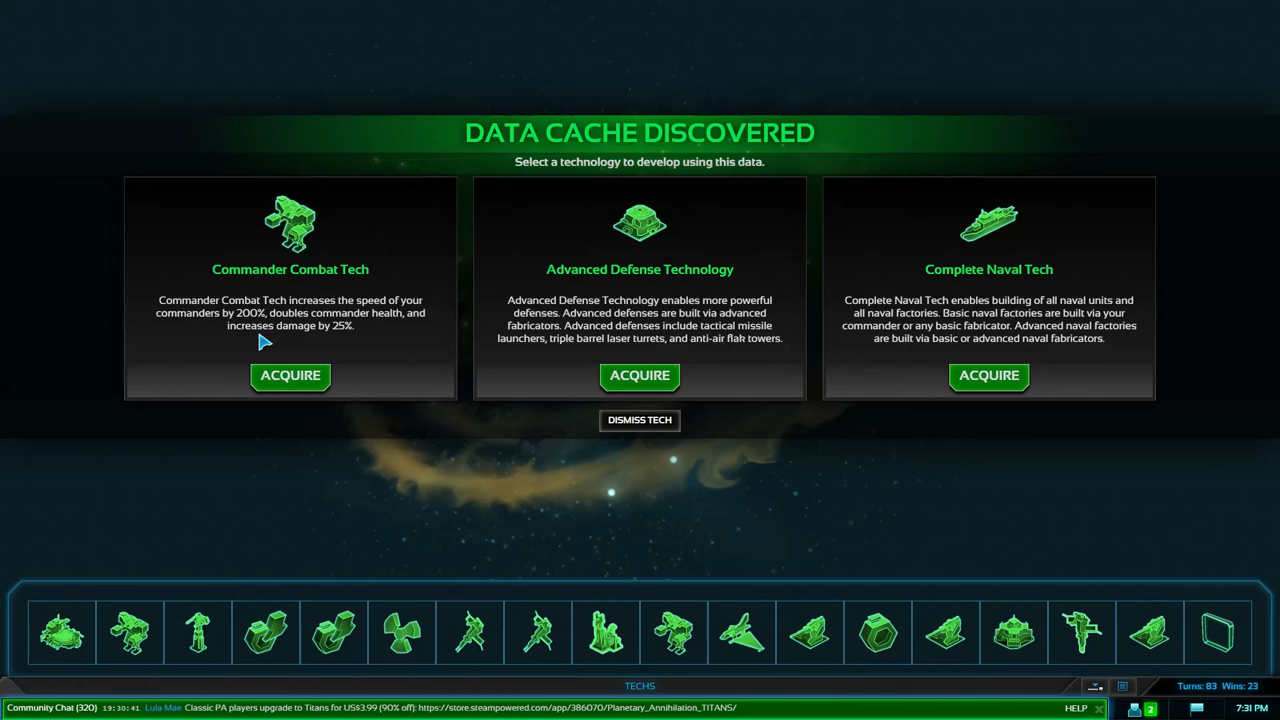 DATA CACHE DISCOVERED
Select a technology to develop using this data.
Commander Combat Tech
Commander Combat Tech increases the speed of your
commanders by 200%, doubles commander health, and
increases damage by 25%.
ACQUIRE
Advanced Defense Technology
Advanced Defense Technology enables more powerful
defenses. Advanced defenses are built via advanced
fabricators. Advanced defenses include tactical missile
launchers, triple barrel laser turrets, and anti-air flak towers.
ACQUIRE
Complete Naval Tech
Complete Naval Tech enables building of all naval units and
all naval factories. Basic naval factories are built via your
commander or any basic fabricator. Advanced naval factories
are built via basic or advanced naval fabricators.
ACQUIRE
DISMISS TECH
TECHS
Turns: 83 Wins: 23
Community Chat (320) 19:30:41 Lula Mae Classic PA players upgrade to Titans for US$3.99 (90% off): https://store.steampowered.com/app/386070/Planetary_Annihilation_TITANS/
HELP
2
7:31 PM